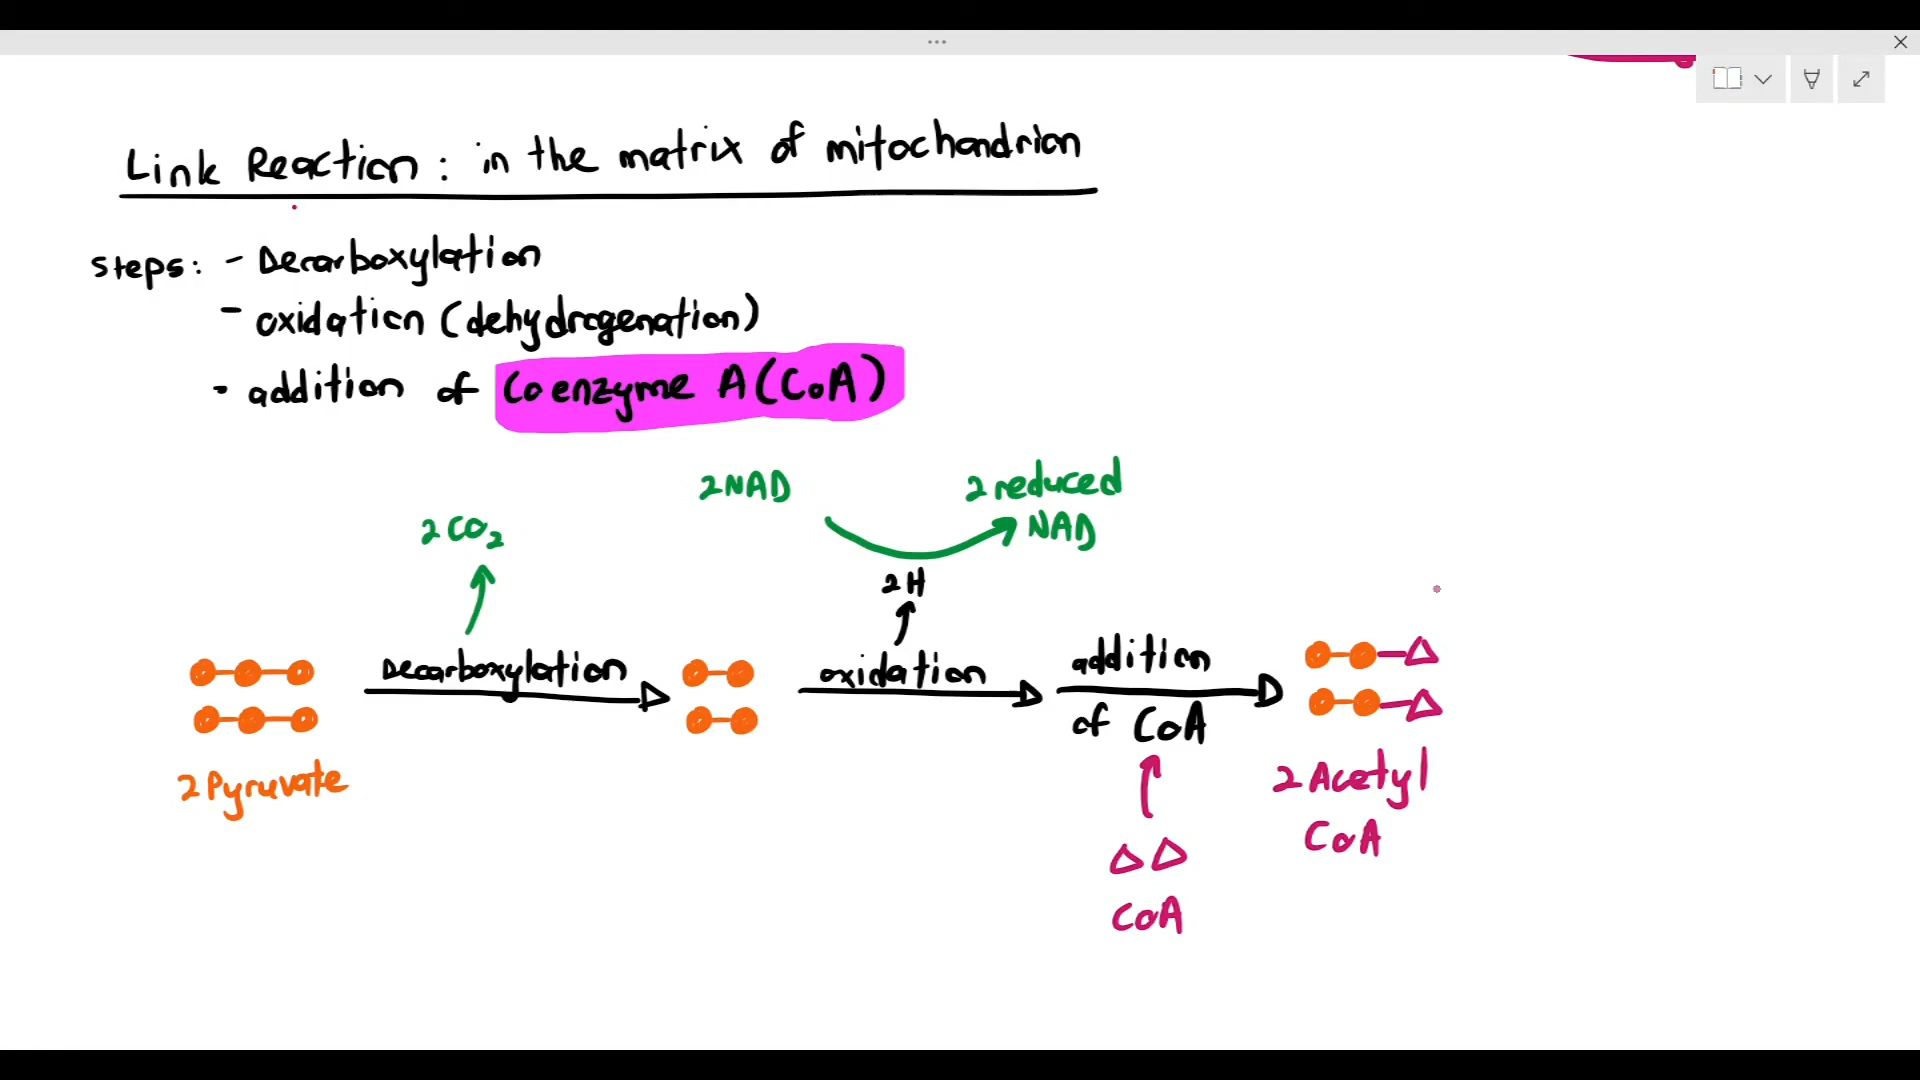 Link Reaction: in the matrix of mitochondrion
steps: - Decarboxylation
- oxidation (dehydrogenation)
- addition of Coenzyme A (CoA)
2NAD
2 reduced
NAD
2CO2
2H
Decarboxylation
oxidation
addition
of CoA
2 Pyruvate
2 Acetyl
CoA
CoA